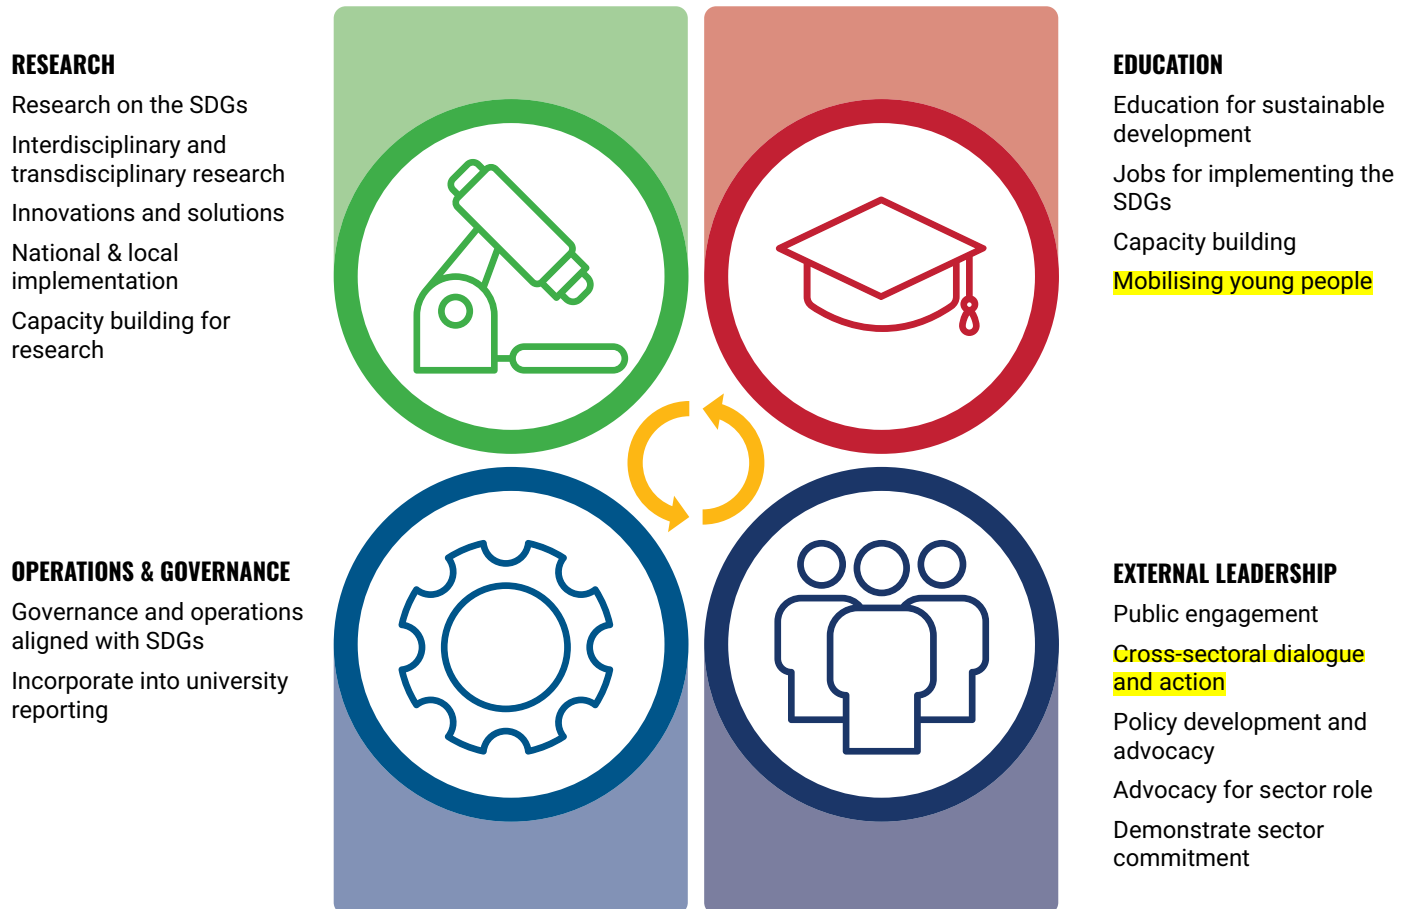 RESEARCH
Research on the SDGs
Interdisciplinary and
transdisciplinary research
Innovations and solutions
National & local
implementation
Capacity building for
research
EDUCATION
Education for sustainable
development
Jobs for implementing the
SDGs
Capacity building
Mobilising young people
OPERATIONS & GOVERNANCE
Governance and operations
aligned with SDGs
Incorporate into university
reporting
EXTERNAL LEADERSHIP
Public engagement
Cross-sectoral dialogue
and action
Policy development and
advocacy
Advocacy for sector role
Demonstrate sector
commitment